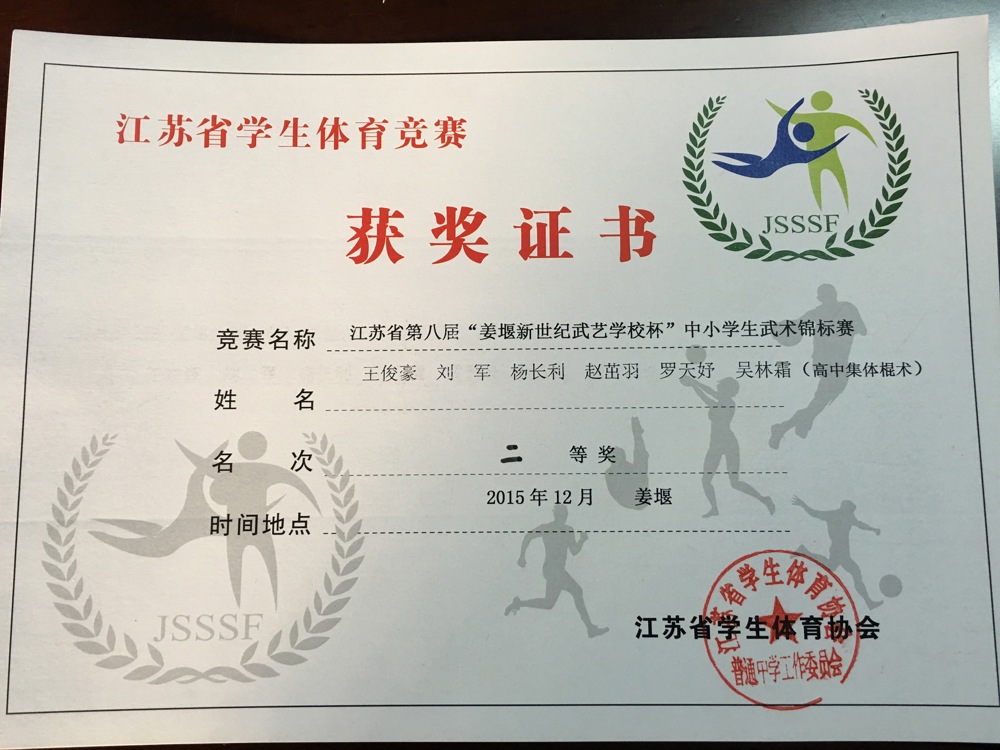 江苏省学生体育竞赛
JSSSF
获奖证书
竞赛名称 江苏省第八届“姜堰新世纪武艺学校杯”中小学生武术锦标赛
姓名 王俊豪 刘军 杨长利 赵茁羽 罗天妤 吴林霜（高中集体棍术）
名次 二等奖
时间地点 2015年12月 姜堰
JSSSF
江苏省学生体育协会
江苏省学生体育协会
普通中学工作委员会